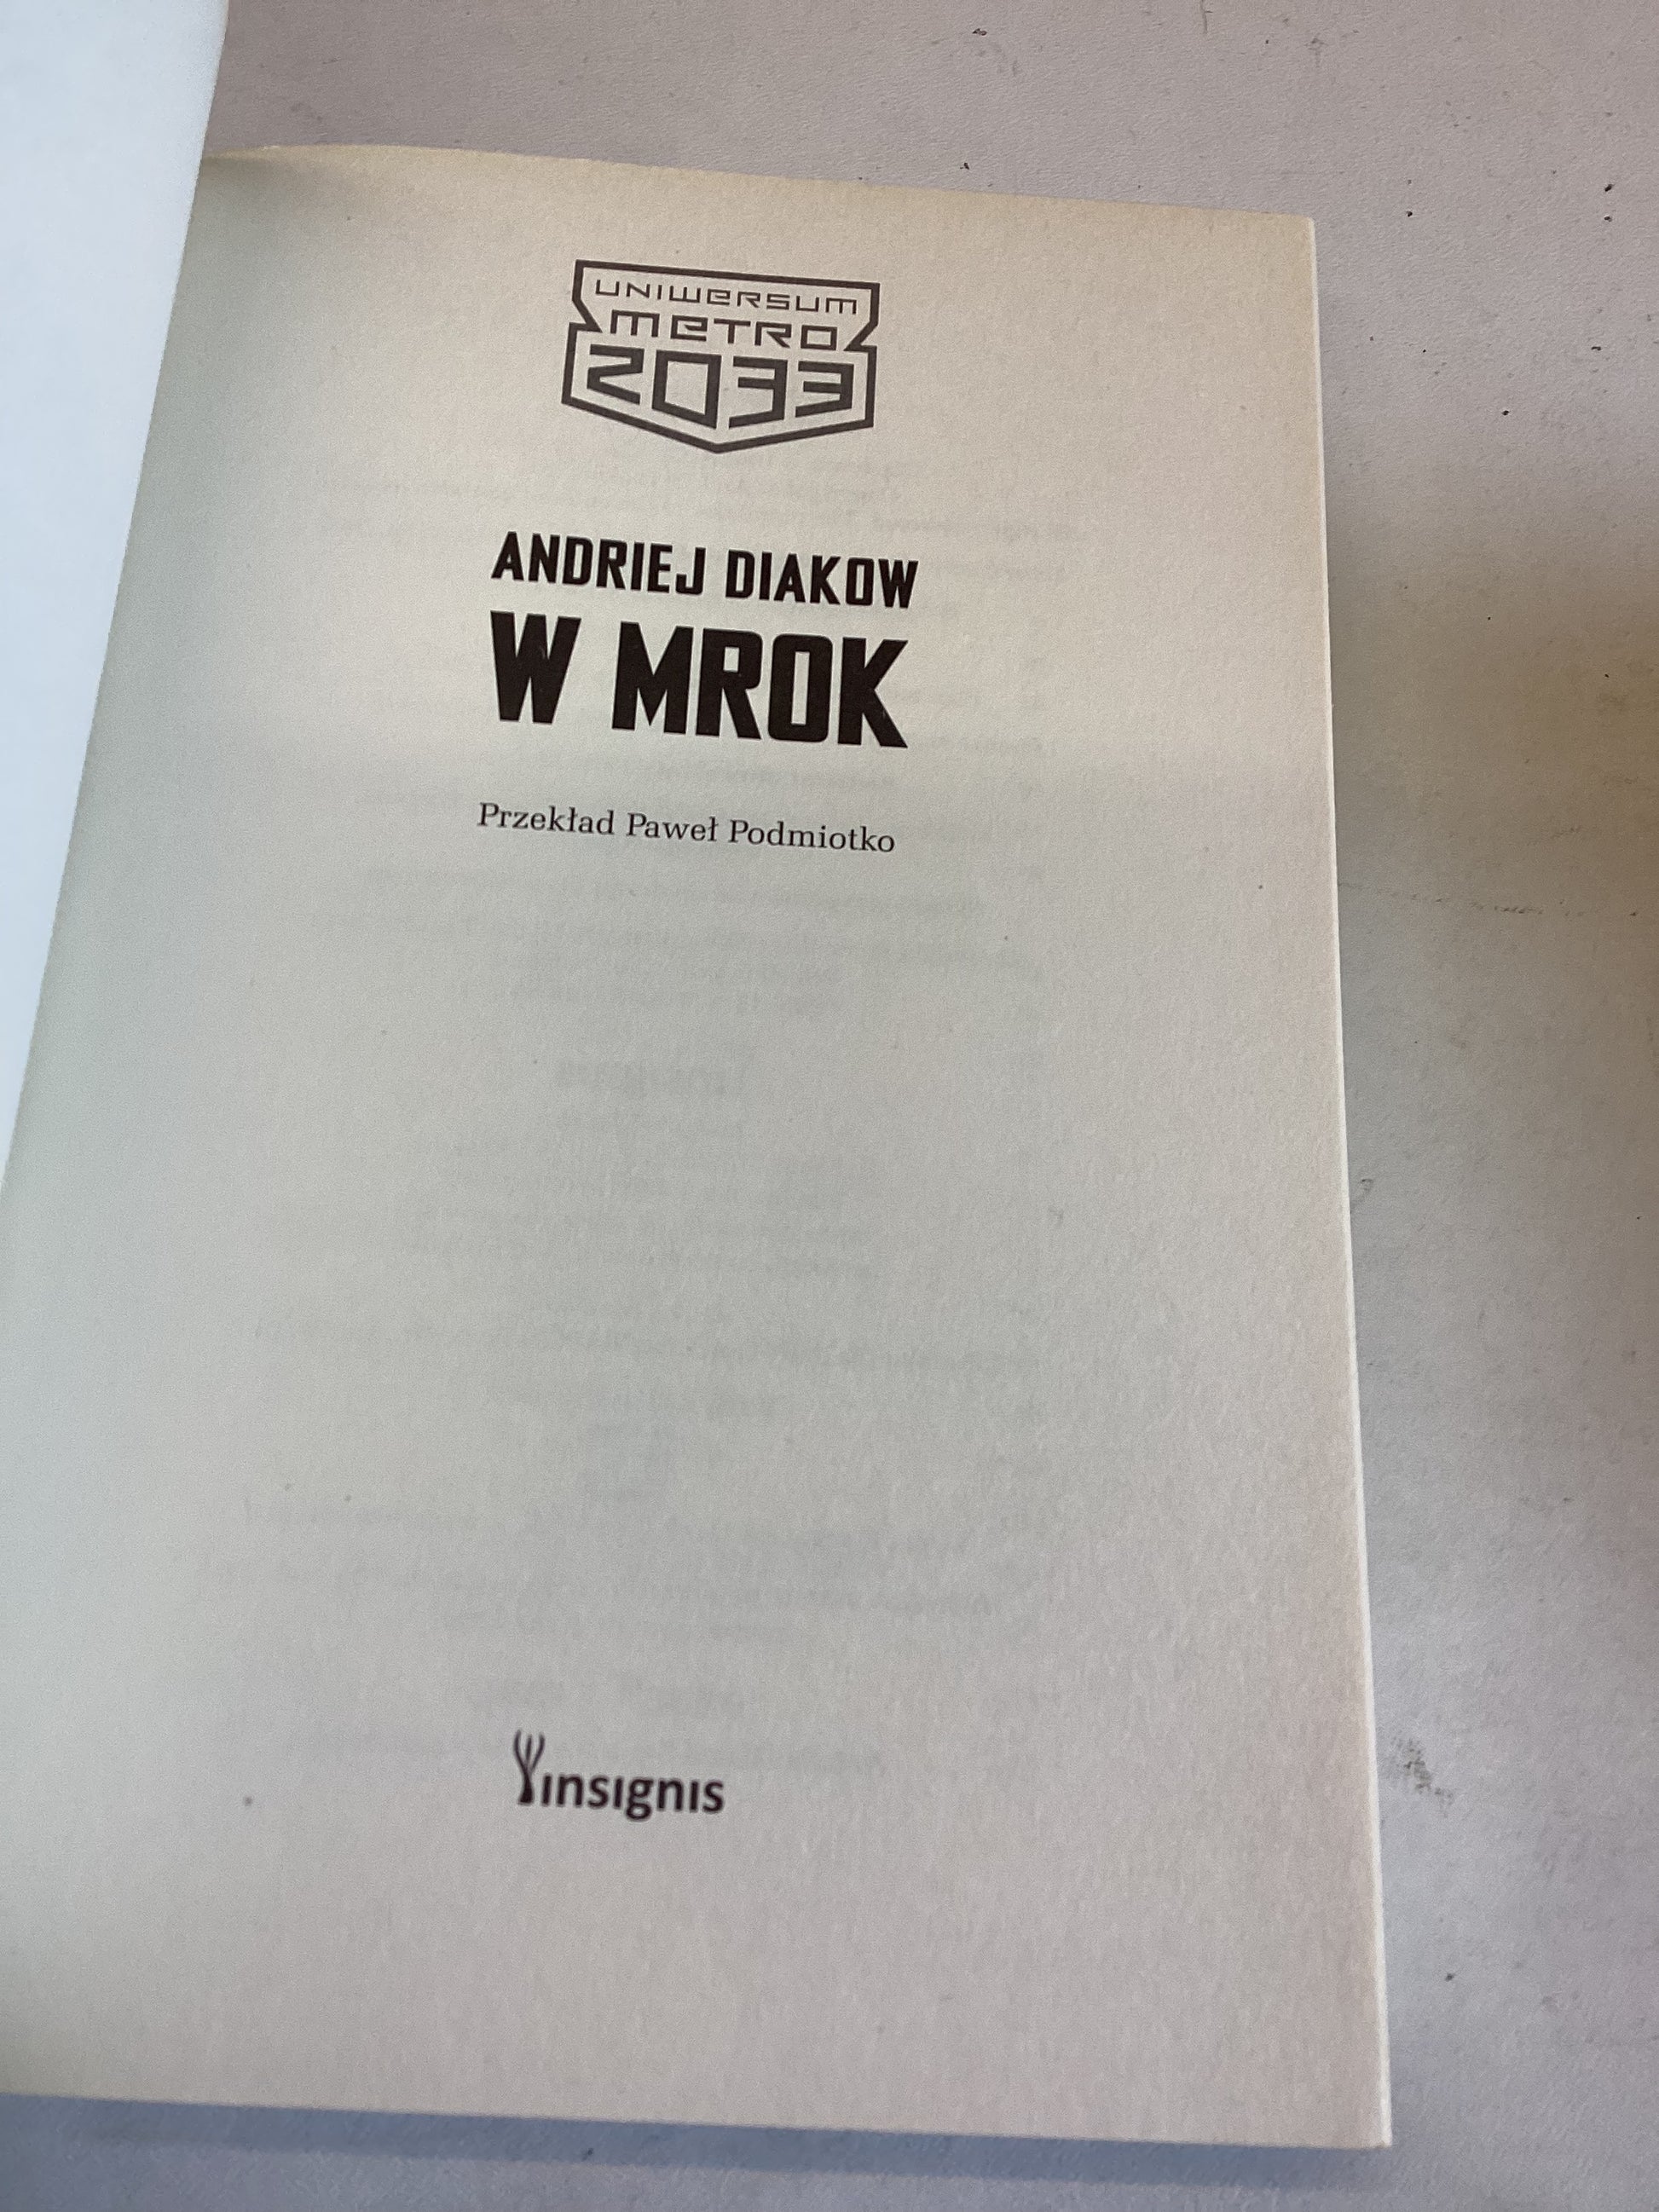 UNIWERSUM
METRO
2033
ANDRIEJ DIAKOW
W MROK
Przekład Paweł Podmiotko
insignis